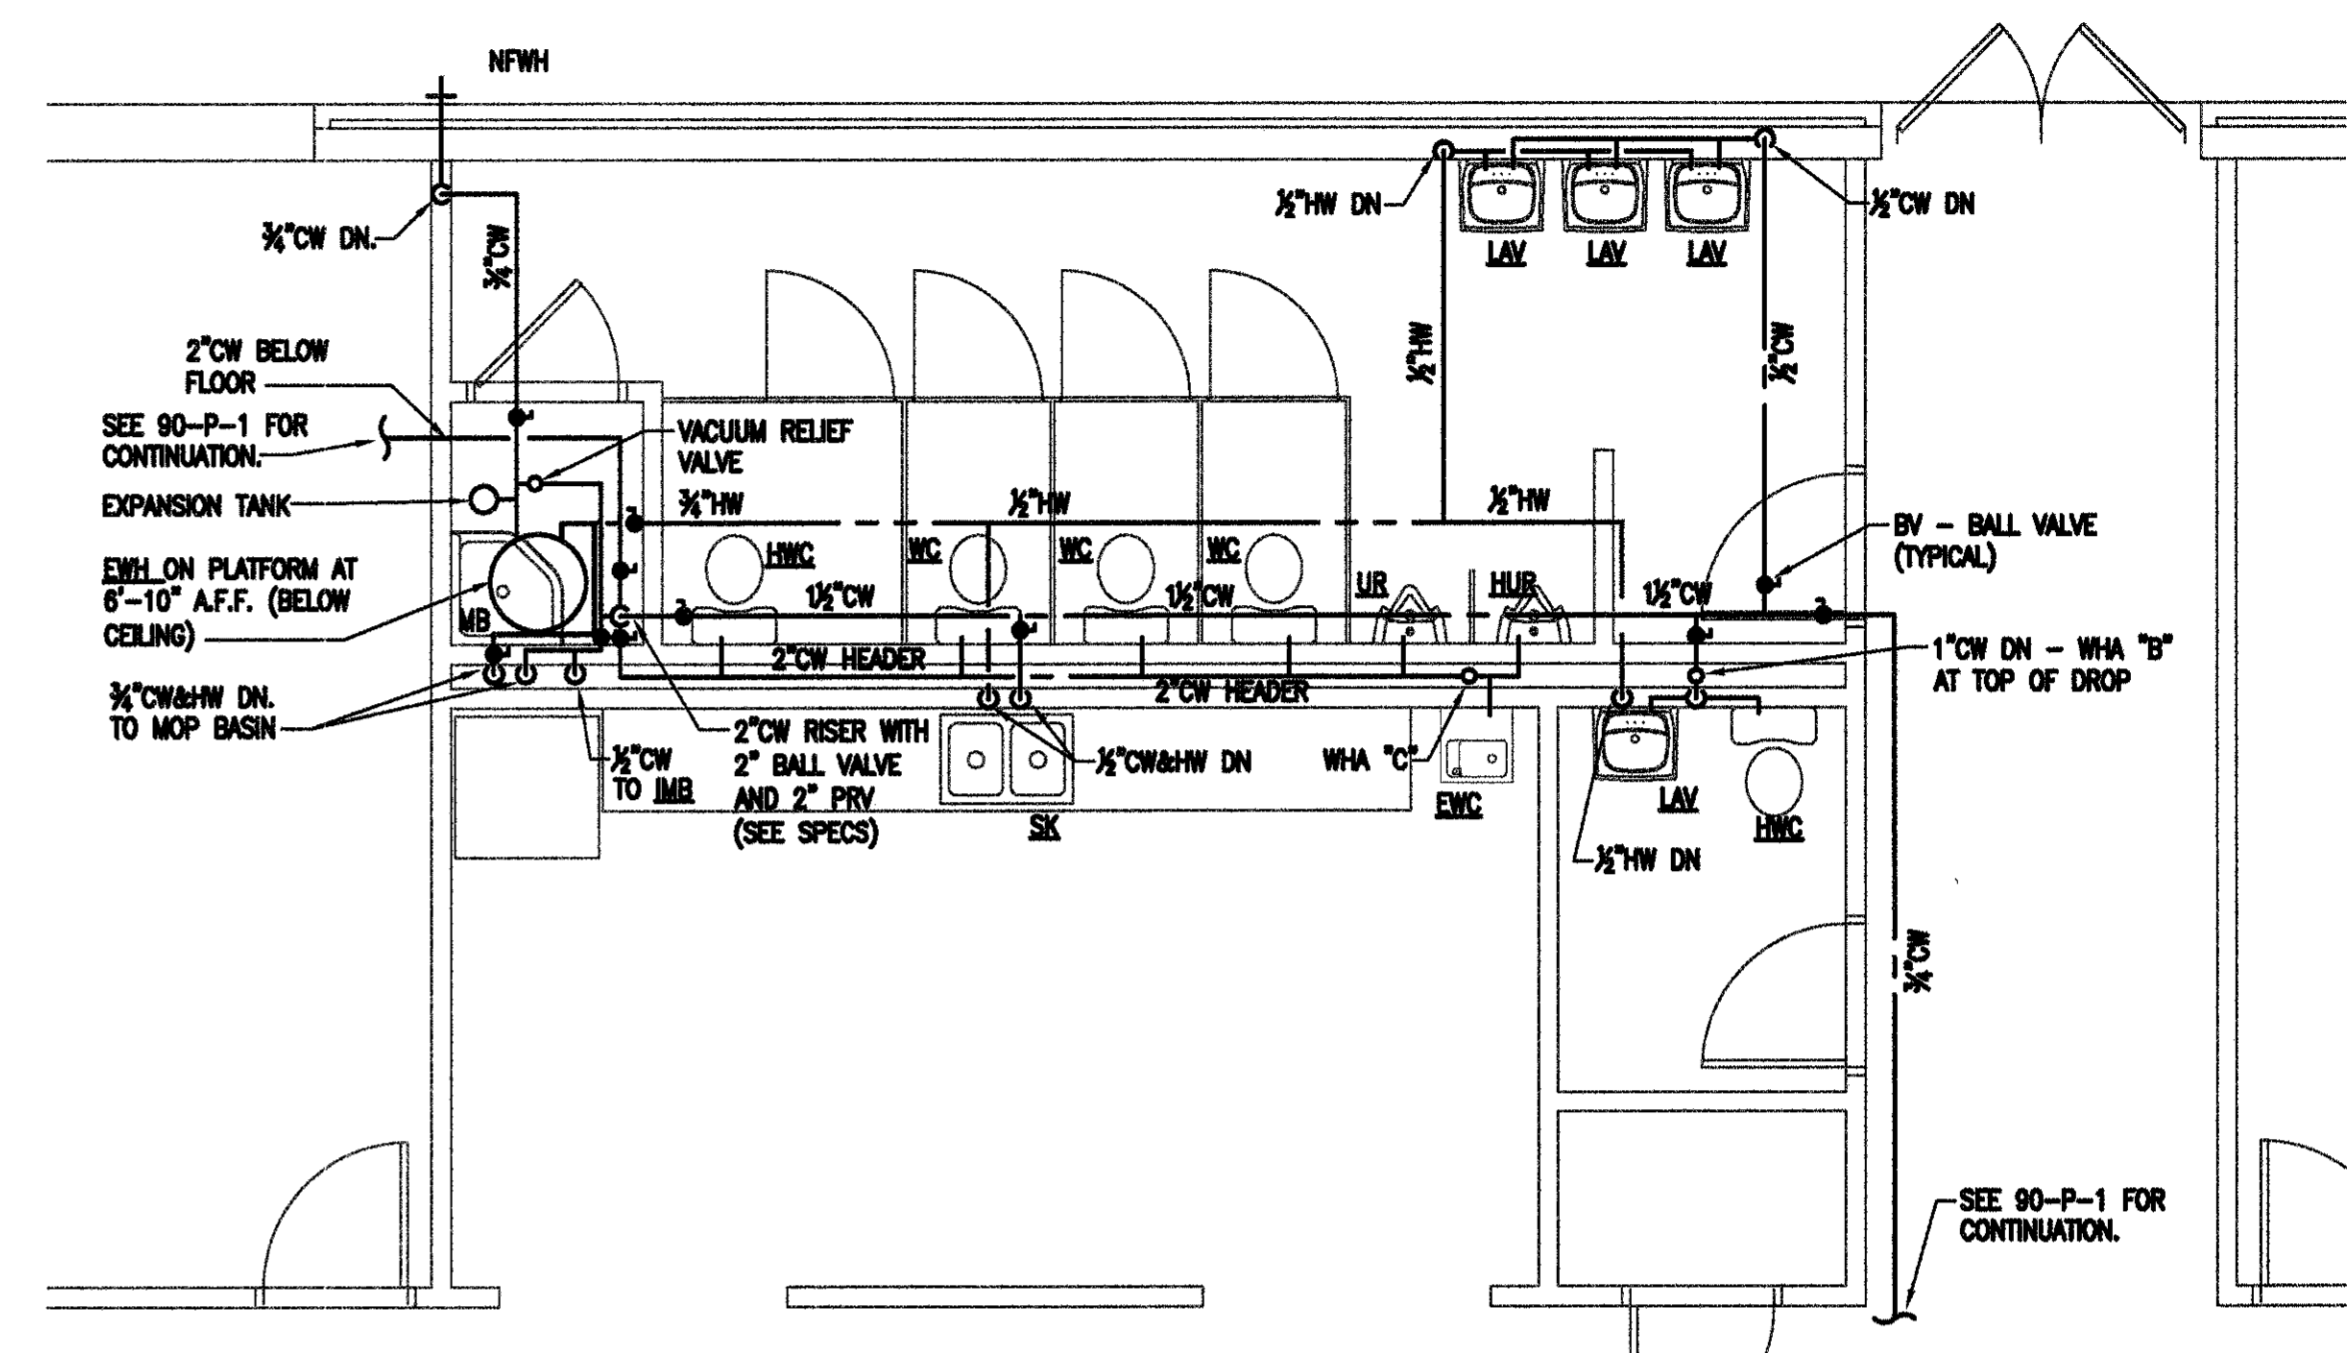 NFWH
¾"CW DN.
¾"CW
½"HW DN
LAV
LAV
LAV
½"CW DN
½"HW
½"CW
2"CW BELOW
FLOOR
SEE 90-P-1 FOR
CONTINUATION.
EXPANSION TANK
EWH ON PLATFORM AT
6'-10" A.F.F. (BELOW
CEILING)
MB
VACUUM RELIEF
VALVE
¾"HW
½"HW
½"HW
HWC
WC
WC
WC
UR
HUR
1½"CW
1½"CW
1½"CW
BV - BALL VALVE
(TYPICAL)
2"CW HEADER
2"CW HEADER
1"CW DN - WHA "B"
AT TOP OF DROP
¾"CW&HW DN.
TO MOP BASIN
½"CW
TO IMB
2"CW RISER WITH
2" BALL VALVE
AND 2" PRV
(SEE SPECS)
½"CW&HW DN
SK
WHA "C"
EWC
LAV
HWC
½"HW DN
¾"CW
SEE 90-P-1 FOR
CONTINUATION.